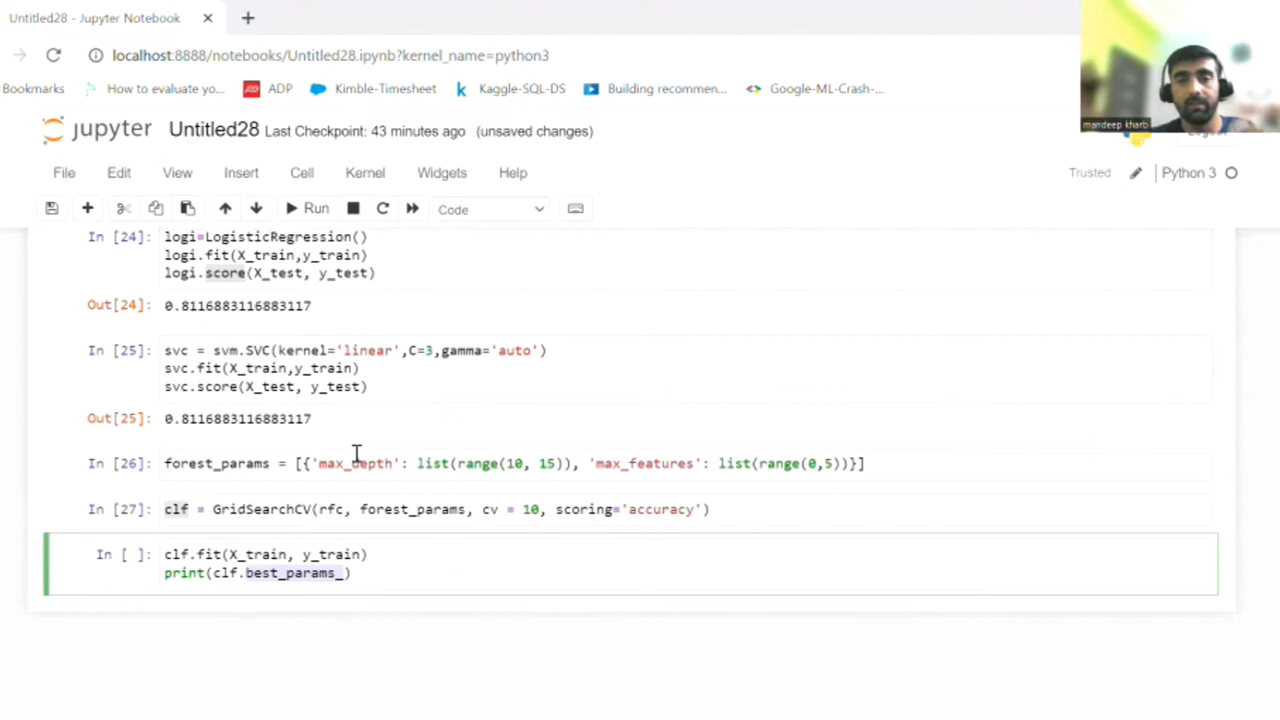 Untitled28 - Jupyter Notebook
localhost:8888/notebooks/Untitled28.ipynb?kernel_name=python3
Bookmarks How to evaluate yo... ADP Kimble-Timesheet Kaggle-SQL-DS Building recommen... Google-ML-Crash-...
mandeep kharb
jupyter Untitled28 Last Checkpoint: 43 minutes ago (unsaved changes) Logout
File Edit View Insert Cell Kernel Widgets Help Trusted Python 3
Run Code
In [24]: logi=LogisticRegression()
logi.fit(X_train,y_train)
logi.score(X_test, y_test)
Out[24]: 0.8116883116883117
In [25]: svc = svm.SVC(kernel='linear',C=3,gamma='auto')
svc.fit(X_train,y_train)
svc.score(X_test, y_test)
Out[25]: 0.8116883116883117
In [26]: forest_params = [{'max_depth': list(range(10, 15)), 'max_features': list(range(0,5))}]
In [27]: clf = GridSearchCV(rfc, forest_params, cv = 10, scoring='accuracy')
In [ ]: clf.fit(X_train, y_train)
print(clf.best_params_)